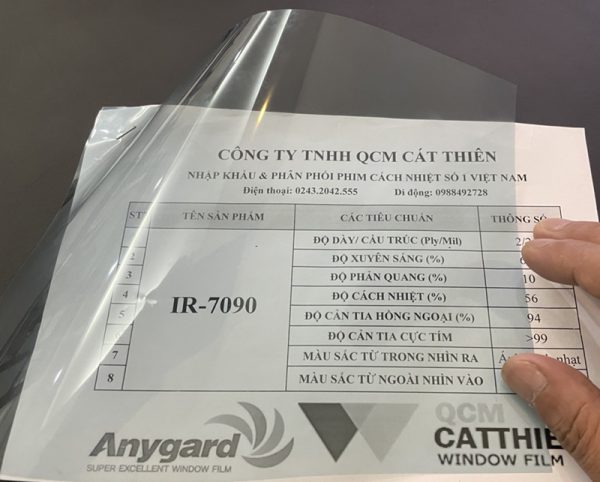 CÔNG TY TNHH QCM CÁT THIÊN
NHẬP KHẨU & PHÂN PHỐI PHIM CÁCH NHIỆT SỐ 1 VIỆT NAM
Điện thoại: 0243.2042.555 Di động: 0988492728
ST TÊN SẢN PHẨM CÁC TIÊU CHUẨN THÔNG SỐ
ĐỘ DÀY/ CẤU TRÚC (Ply/Mil) 2/
2 ĐỘ XUYÊN SÁNG (%)
3 ĐỘ PHẢN QUANG (%) 10
4 IR-7090 ĐỘ CÁCH NHIỆT (%) 56
5 ĐỘ CẢN TIA HỒNG NGOẠI (%) 94
ĐỘ CẢN TIA CỰC TÍM >99
7 MÀU SẮC TỪ TRONG NHÌN RA nhạt
8 MÀU SẮC TỪ NGOÀI NHÌN VÀO
Anygard
SUPER EXCELLENT WINDOW FILM
QCM
CATTHIE
WINDOW FILM